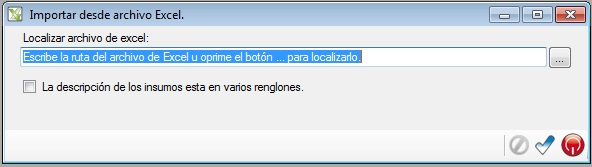 Importar desde archivo Excel.
Localizar archivo de excel:
Escribe la ruta del archivo de Excel u oprime el botón ... para localizarlo.
...
La descripción de los insumos esta en varios renglones.